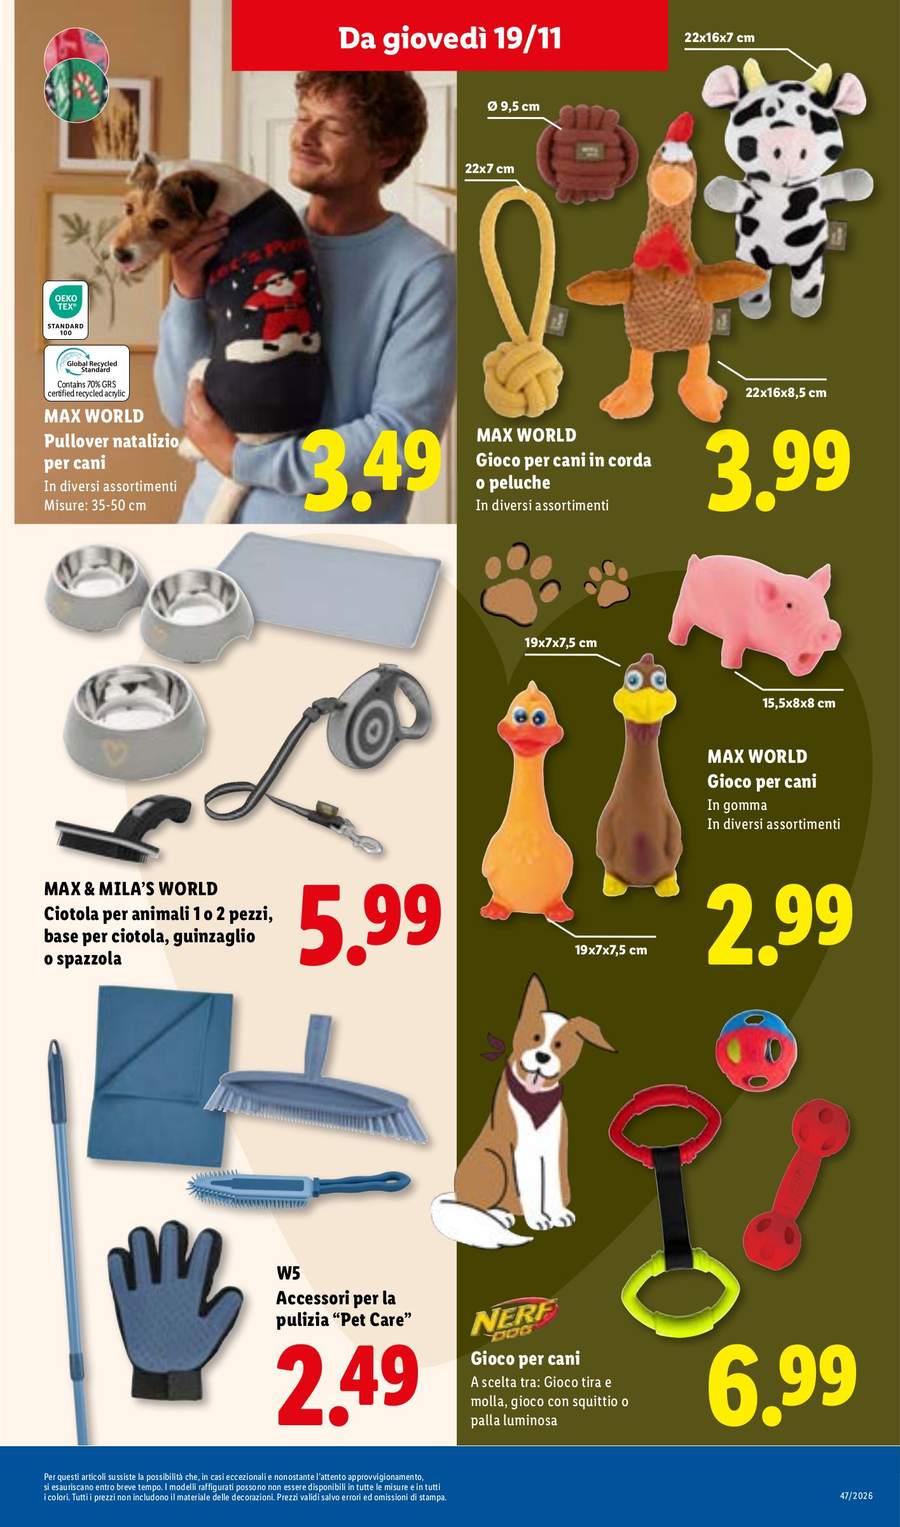 Da giovedì 19/11
OEKO
TEX®
STANDARD
100
Global Recycled
Standard
Contains 70% GRS
certified recycled acrylic
Let's Par
MAX WORLD
Pullover natalizio
per cani
In diversi assortimenti
Misure: 35-50 cm
3.49
22x16x7 cm
Ø 9,5 cm
22x7 cm
22x16x8,5 cm
MAX WORLD
Gioco per cani in corda
o peluche
In diversi assortimenti
3.99
MAX & MILA’S WORLD
Ciotola per animali 1 o 2 pezzi,
base per ciotola, guinzaglio
o spazzola
5.99
19x7x7,5 cm
15,5x8x8 cm
MAX WORLD
Gioco per cani
In gomma
In diversi assortimenti
2.99
19x7x7,5 cm
W5
Accessori per la
pulizia “Pet Care”
2.49
NERF
DOG
Gioco per cani
A scelta tra: Gioco tira e
molla, gioco con squittio o
palla luminosa
6.99
Per questi articoli sussiste la possibilità che, in casi eccezionali e nonostante l’attento approvvigionamento,
si esauriscano entro breve tempo. I modelli raffigurati possono non essere disponibili in tutte le misure e in tutti
i colori. Tutti i prezzi non includono il materiale delle decorazioni. Prezzi validi salvo errori ed omissioni di stampa.
47/2026